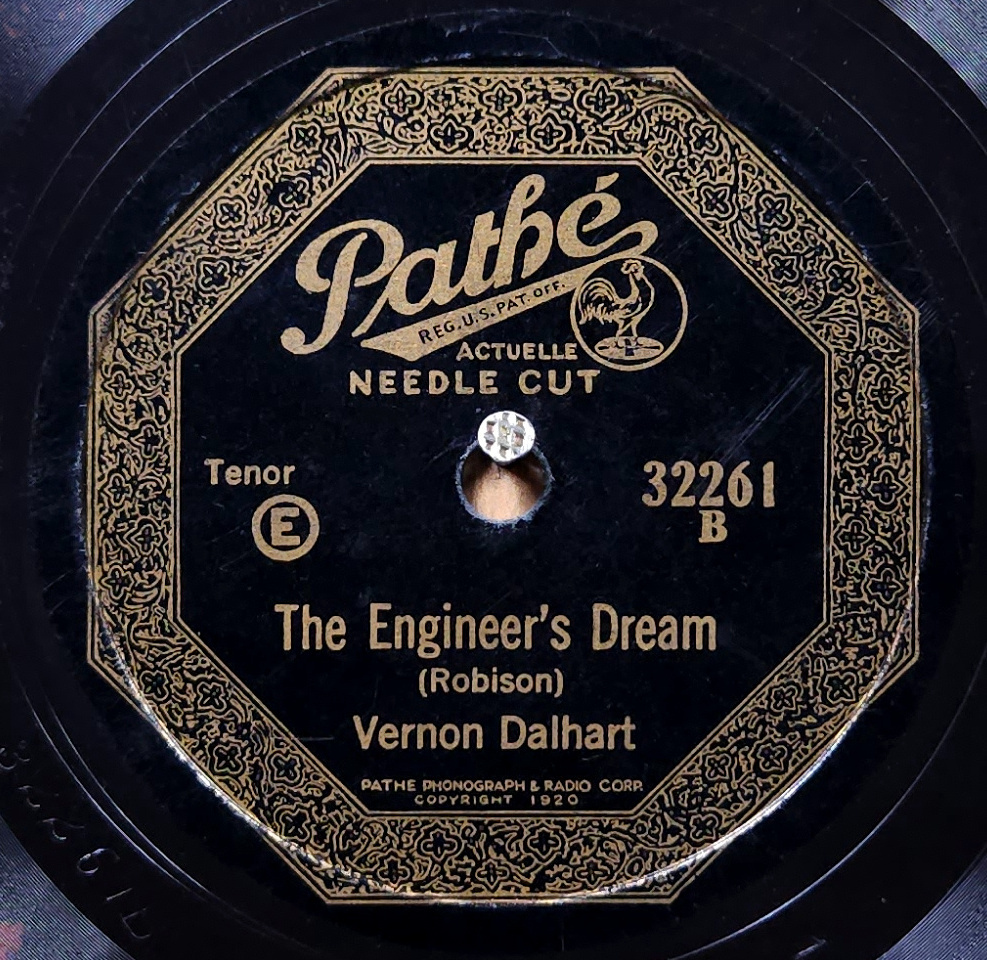 Pathé
REG. U.S. PAT. OFF.
ACTUELLE
NEEDLE CUT
Tenor
E
32261
B
The Engineer's Dream
(Robison)
Vernon Dalhart
PATHE PHONOGRAPH & RADIO CORP.
COPYRIGHT 1920